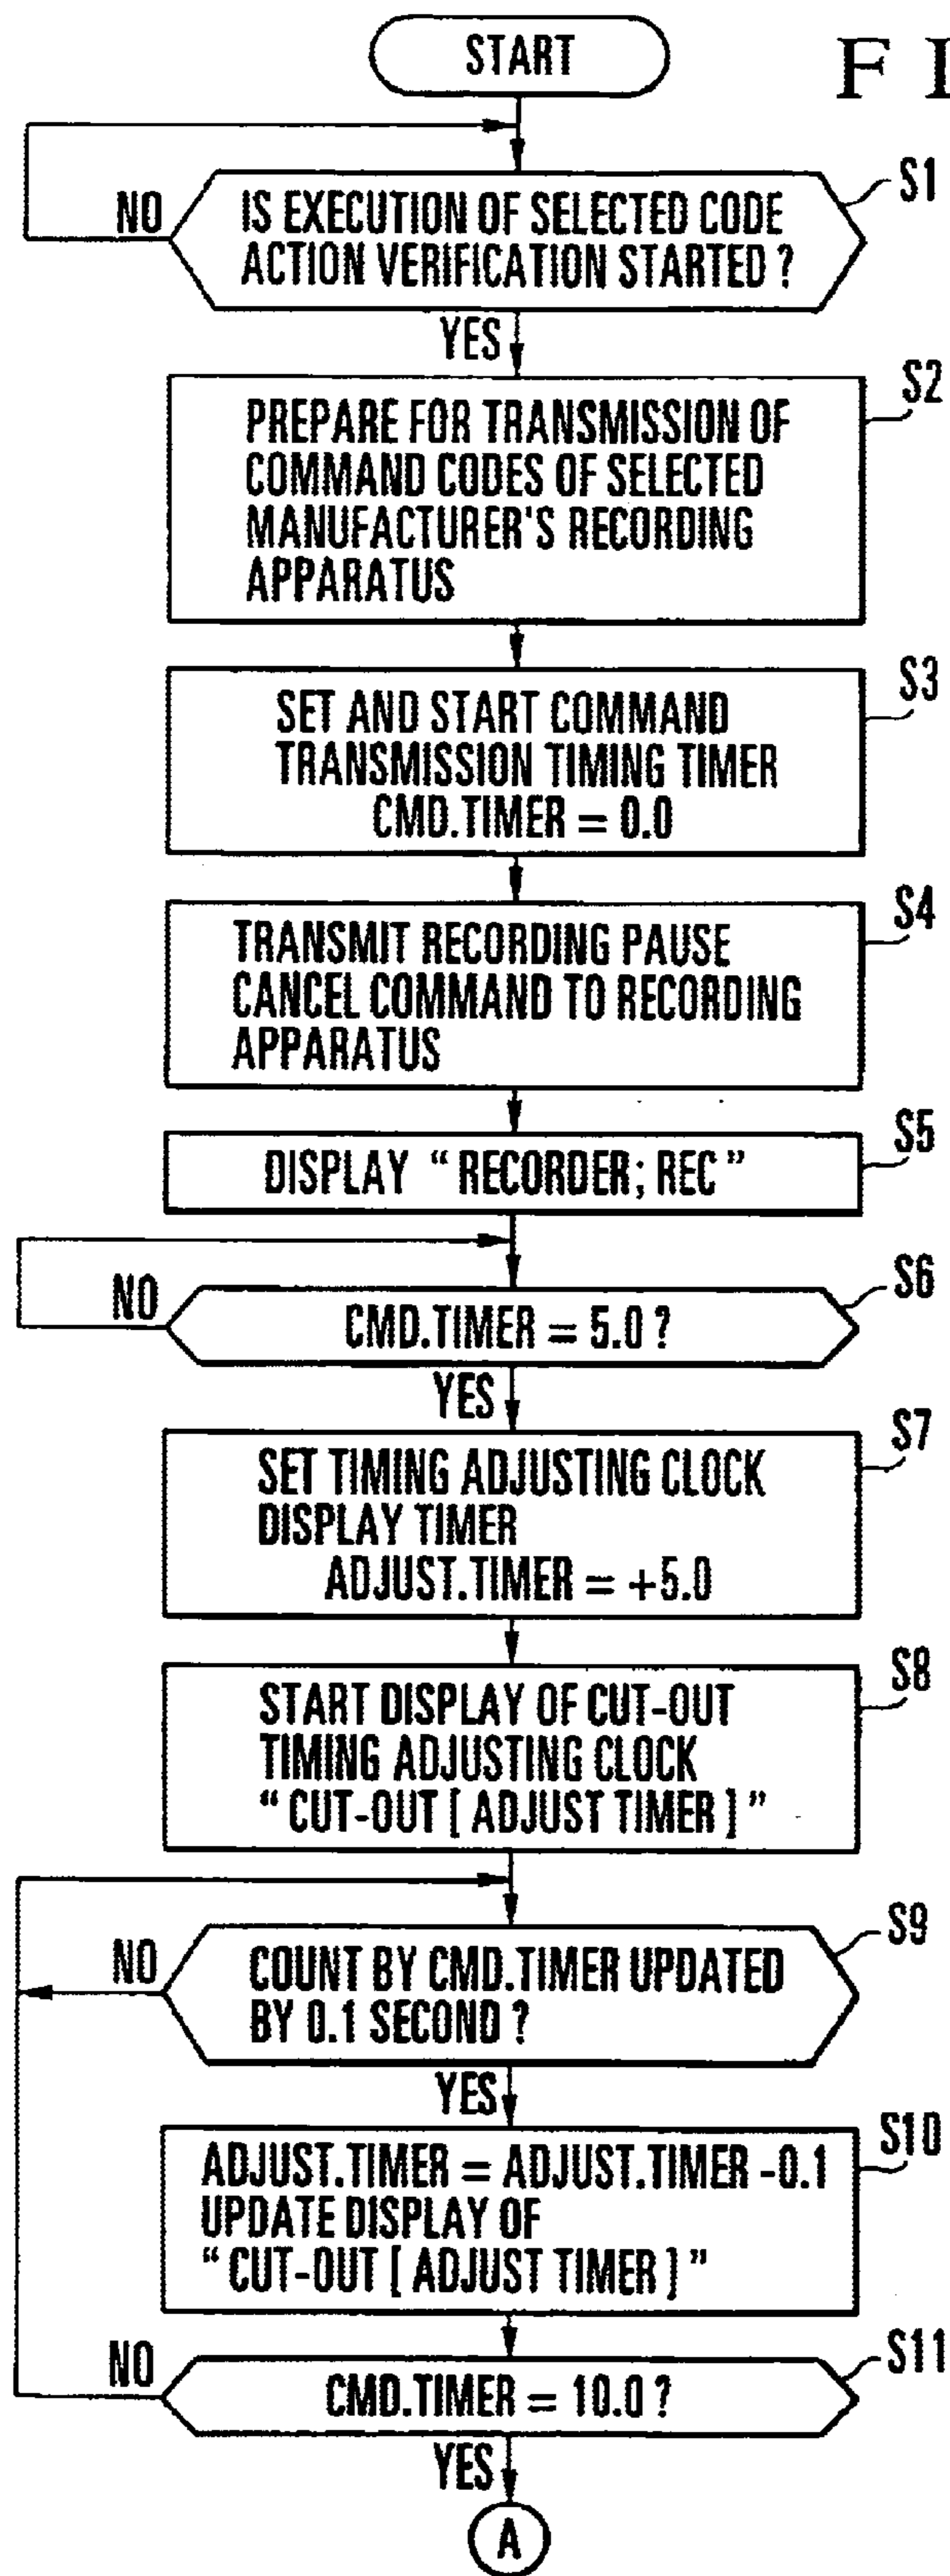 START
F I
S1
NO
IS EXECUTION OF SELECTED CODE
ACTION VERIFICATION STARTED ?
YES
S2
PREPARE FOR TRANSMISSION OF
COMMAND CODES OF SELECTED
MANUFACTURER'S RECORDING
APPARATUS
S3
SET AND START COMMAND
TRANSMISSION TIMING TIMER
CMD.TIMER = 0.0
S4
TRANSMIT RECORDING PAUSE
CANCEL COMMAND TO RECORDING
APPARATUS
S5
DISPLAY " RECORDER; REC "
S6
NO
CMD.TIMER = 5.0 ?
YES
S7
SET TIMING ADJUSTING CLOCK
DISPLAY TIMER
ADJUST.TIMER = +5.0
S8
START DISPLAY OF CUT-OUT
TIMING ADJUSTING CLOCK
" CUT-OUT [ ADJUST TIMER ] "
S9
NO
COUNT BY CMD.TIMER UPDATED
BY 0.1 SECOND ?
YES
S10
ADJUST.TIMER = ADJUST.TIMER -0.1
UPDATE DISPLAY OF
" CUT-OUT [ ADJUST TIMER ] "
S11
NO
CMD.TIMER = 10.0 ?
YES
A